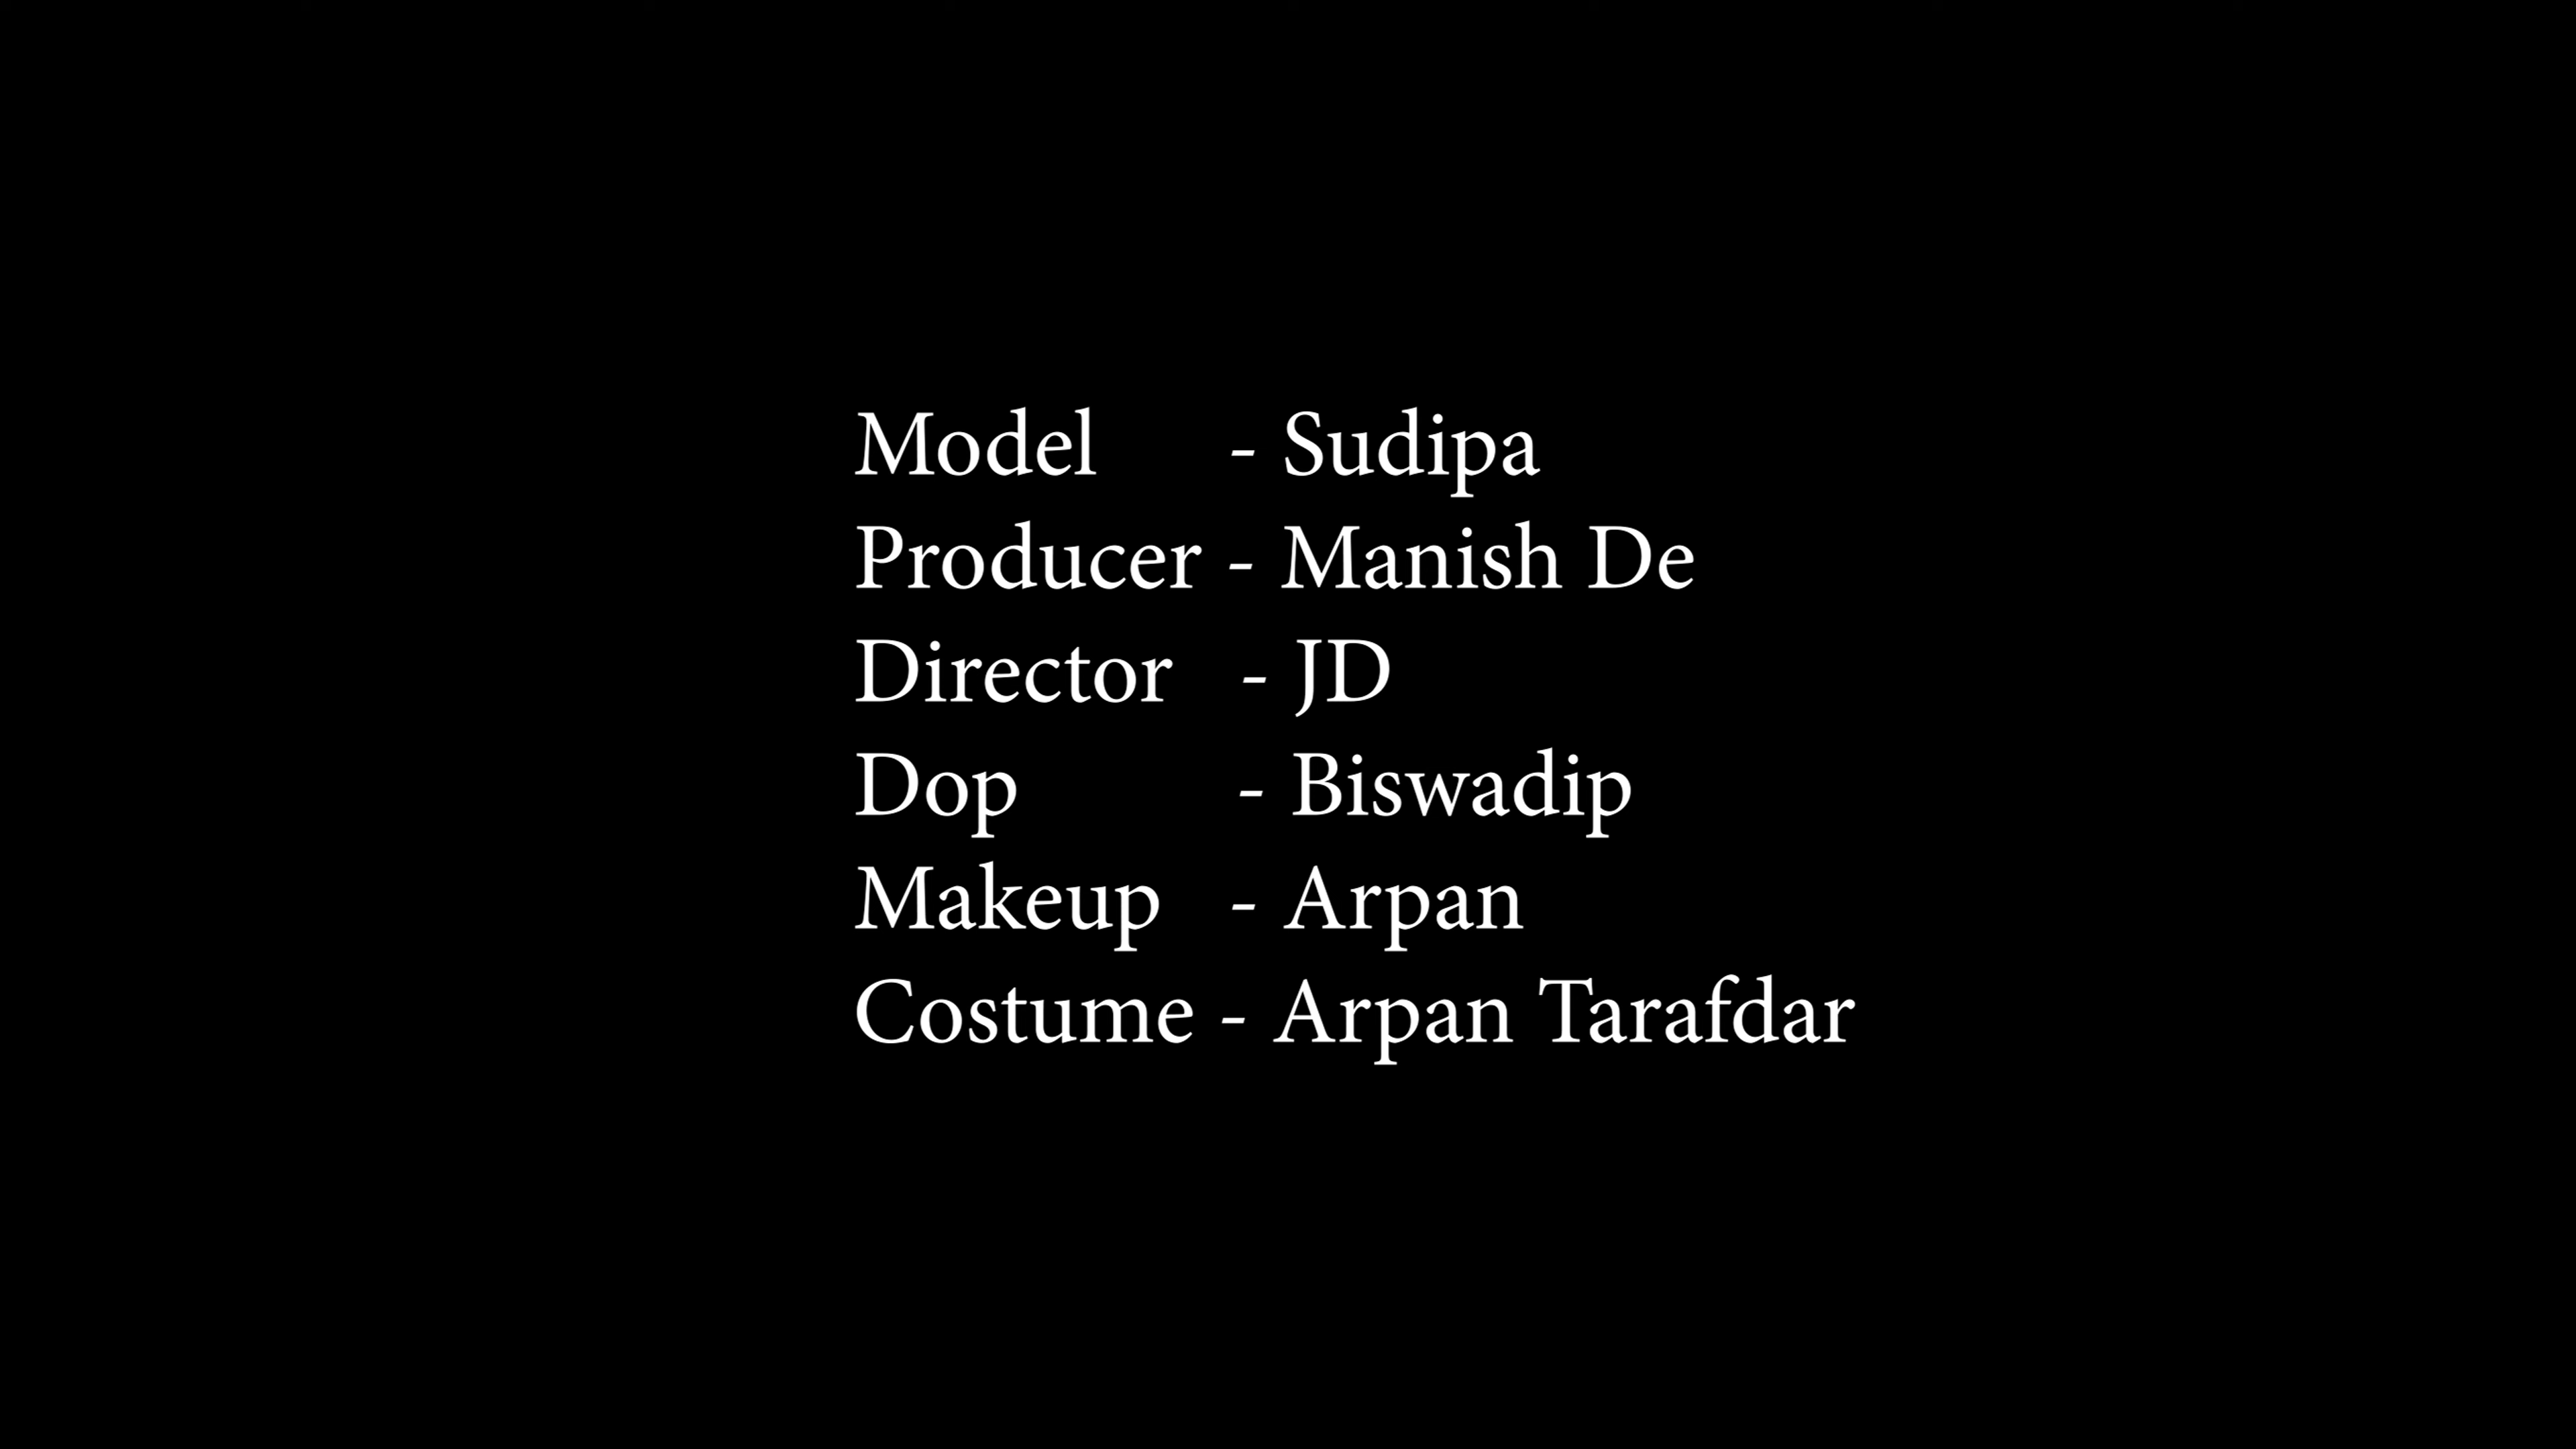 Model - Sudipa
Producer - Manish De
Director - JD
Dop - Biswadip
Makeup - Arpan
Costume - Arpan Tarafdar